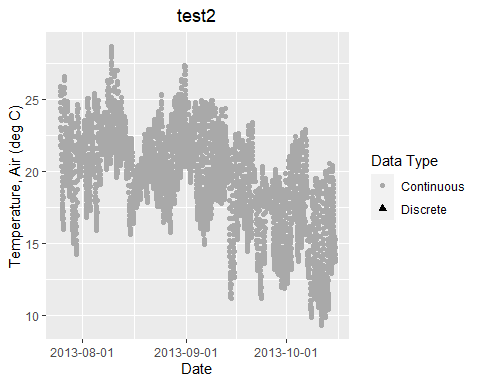 test2
Temperature, Air (deg C)
25
20
15
10
2013-08-01
2013-09-01
2013-10-01
Date
Data Type
Continuous
Discrete